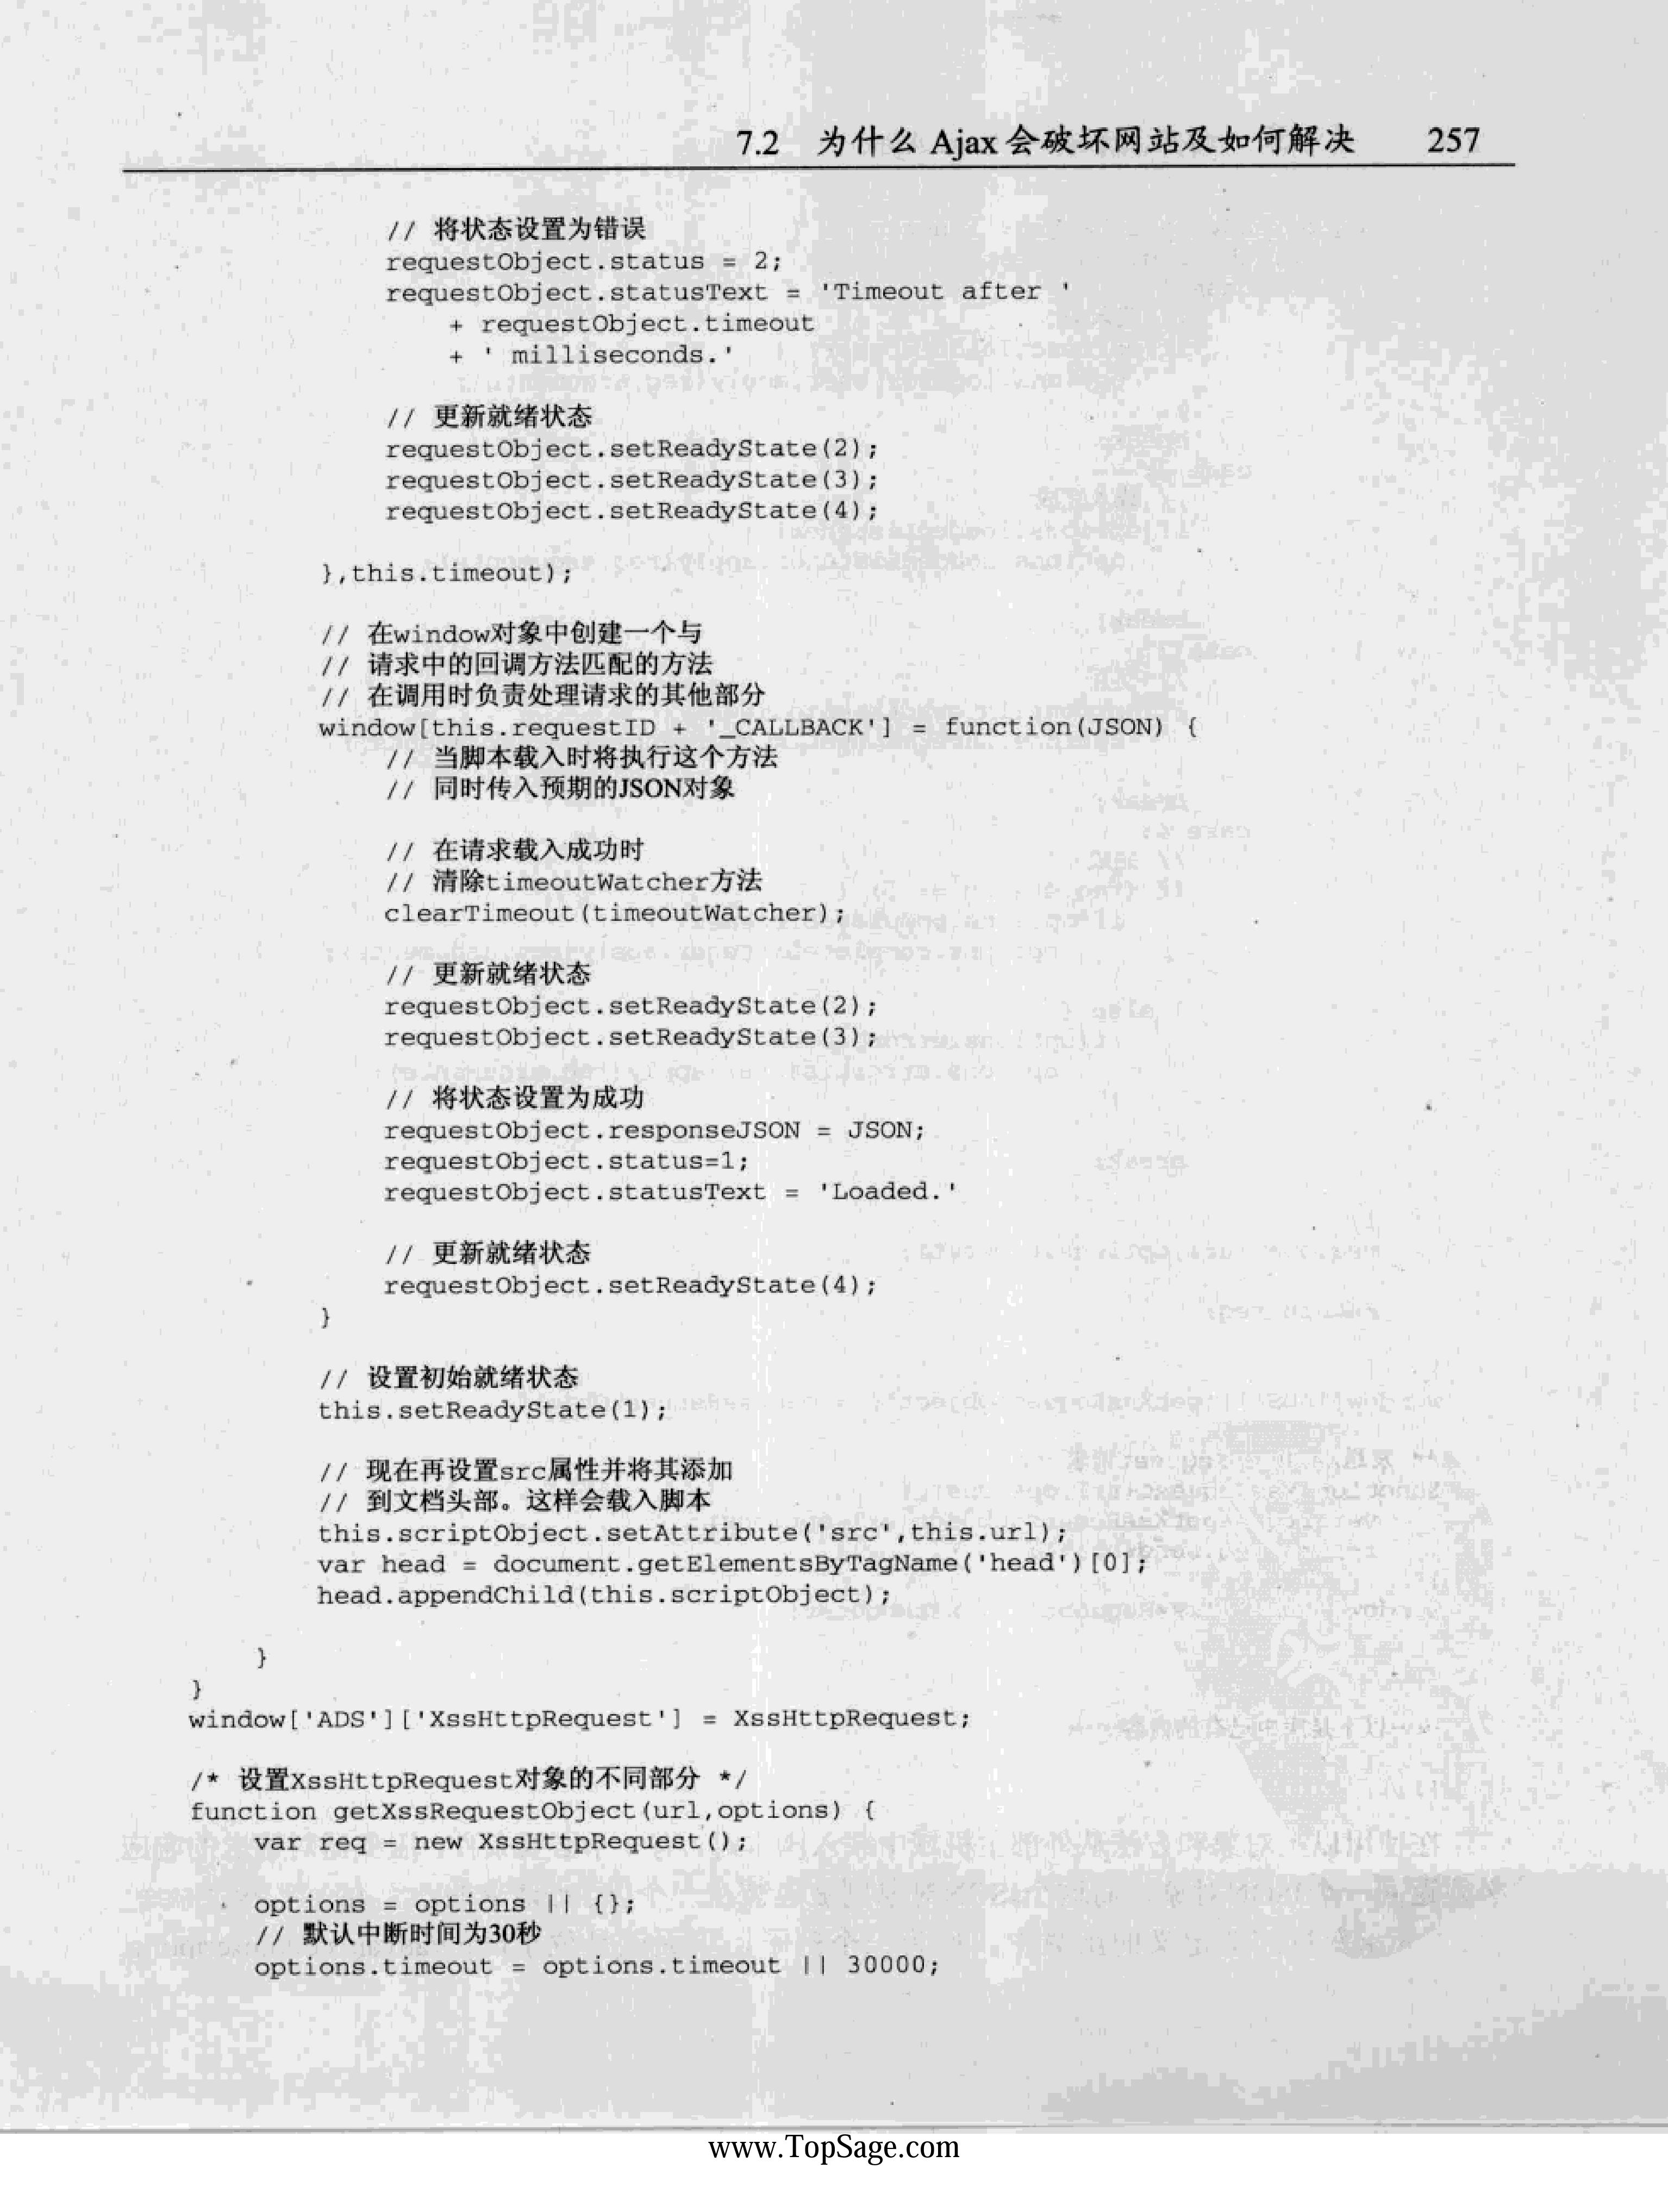 7.2 为什么 Ajax 会破坏网站及如何解决 257
// 将状态设置为错误
requestObject.status = 2;
requestObject.statusText = 'Timeout after '
+ requestObject.timeout
+ ' milliseconds.'
// 更新就绪状态
requestObject.setReadyState(2);
requestObject.setReadyState(3);
requestObject.setReadyState(4);
},this.timeout);
// 在window对象中创建一个与
// 请求中的回调方法匹配的方法
// 在调用时负责处理请求的其他部分
window[this.requestID + '_CALLBACK'] = function(JSON) {
// 当脚本载入时将执行这个方法
// 同时传入预期的JSON对象
// 在请求载入成功时
// 清除timeoutWatcher方法
clearTimeout(timeoutWatcher);
// 更新就绪状态
requestObject.setReadyState(2);
requestObject.setReadyState(3);
// 将状态设置为成功
requestObject.responseJSON = JSON;
requestObject.status=1;
requestObject.statusText = 'Loaded.'
// 更新就绪状态
requestObject.setReadyState(4);
}
// 设置初始就绪状态
this.setReadyState(1);
// 现在再设置src属性并将其添加
// 到文档头部。这样会载入脚本
this.scriptObject.setAttribute('src',this.url);
var head = document.getElementsByTagName('head')[0];
head.appendChild(this.scriptObject);
}
}
window['ADS']['XssHttpRequest'] = XssHttpRequest;
/* 设置XssHttpRequest对象的不同部分 */
function getXssRequestObject(url,options) {
var req = new XssHttpRequest();
options = options || {};
// 默认中断时间为30秒
options.timeout = options.timeout || 30000;
www.TopSage.com